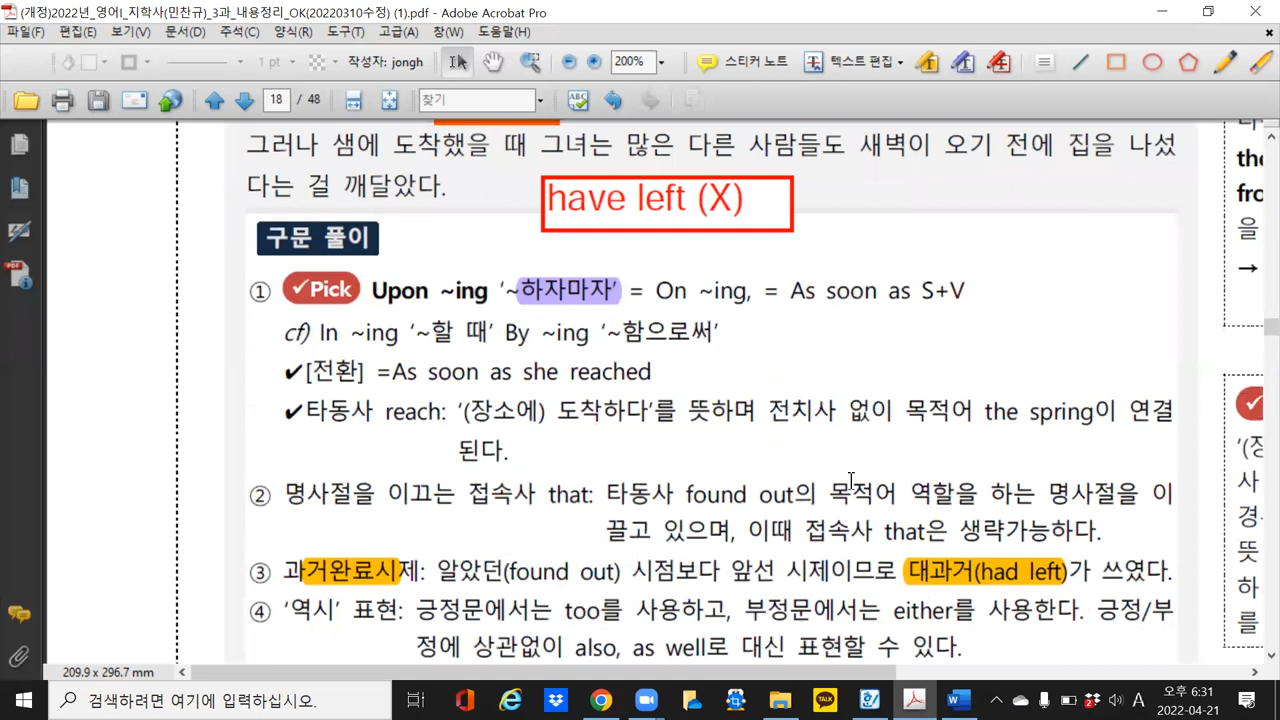 (개정)2022년_영어I_지학사(민찬규)_3과_내용정리_OK(20220310수정) (1).pdf - Adobe Acrobat Pro
파일(F) 편집(E) 보기(V) 문서(D) 주석(C) 양식(R) 도구(T) 고급(A) 창(W) 도움말(H)
1 pt 작성자: jongh 200% 스티커 노트 텍스트 편집
18 / 48 찾기
그러나 샘에 도착했을 때 그녀는 많은 다른 사람들도 새벽이 오기 전에 집을 나섰
다는 걸 깨달았다.
have left (X)
구문 풀이
① ✓Pick Upon ~ing ‘~하자마자’ = On ~ing, = As soon as S+V
cf) In ~ing ‘~할 때’ By ~ing ‘~함으로써’
✔[전환] =As soon as she reached
✔타동사 reach: ‘(장소에) 도착하다’를 뜻하며 전치사 없이 목적어 the spring이 연결
된다.
② 명사절을 이끄는 접속사 that: 타동사 found out의 목적어 역할을 하는 명사절을 이
끌고 있으며, 이때 접속사 that은 생략가능하다.
③ 과거완료시제: 알았던(found out) 시점보다 앞선 시제이므로 대과거(had left)가 쓰였다.
④ ‘역시’ 표현: 긍정문에서는 too를 사용하고, 부정문에서는 either를 사용한다. 긍정/부
정에 상관없이 also, as well로 대신 표현할 수 있다.
the
fro
을
→
‘(장
사
경
뜻
하
를
209.9 x 296.7 mm
검색하려면 여기에 입력하십시오.
TALK
A 오후 6:31
2022-04-21